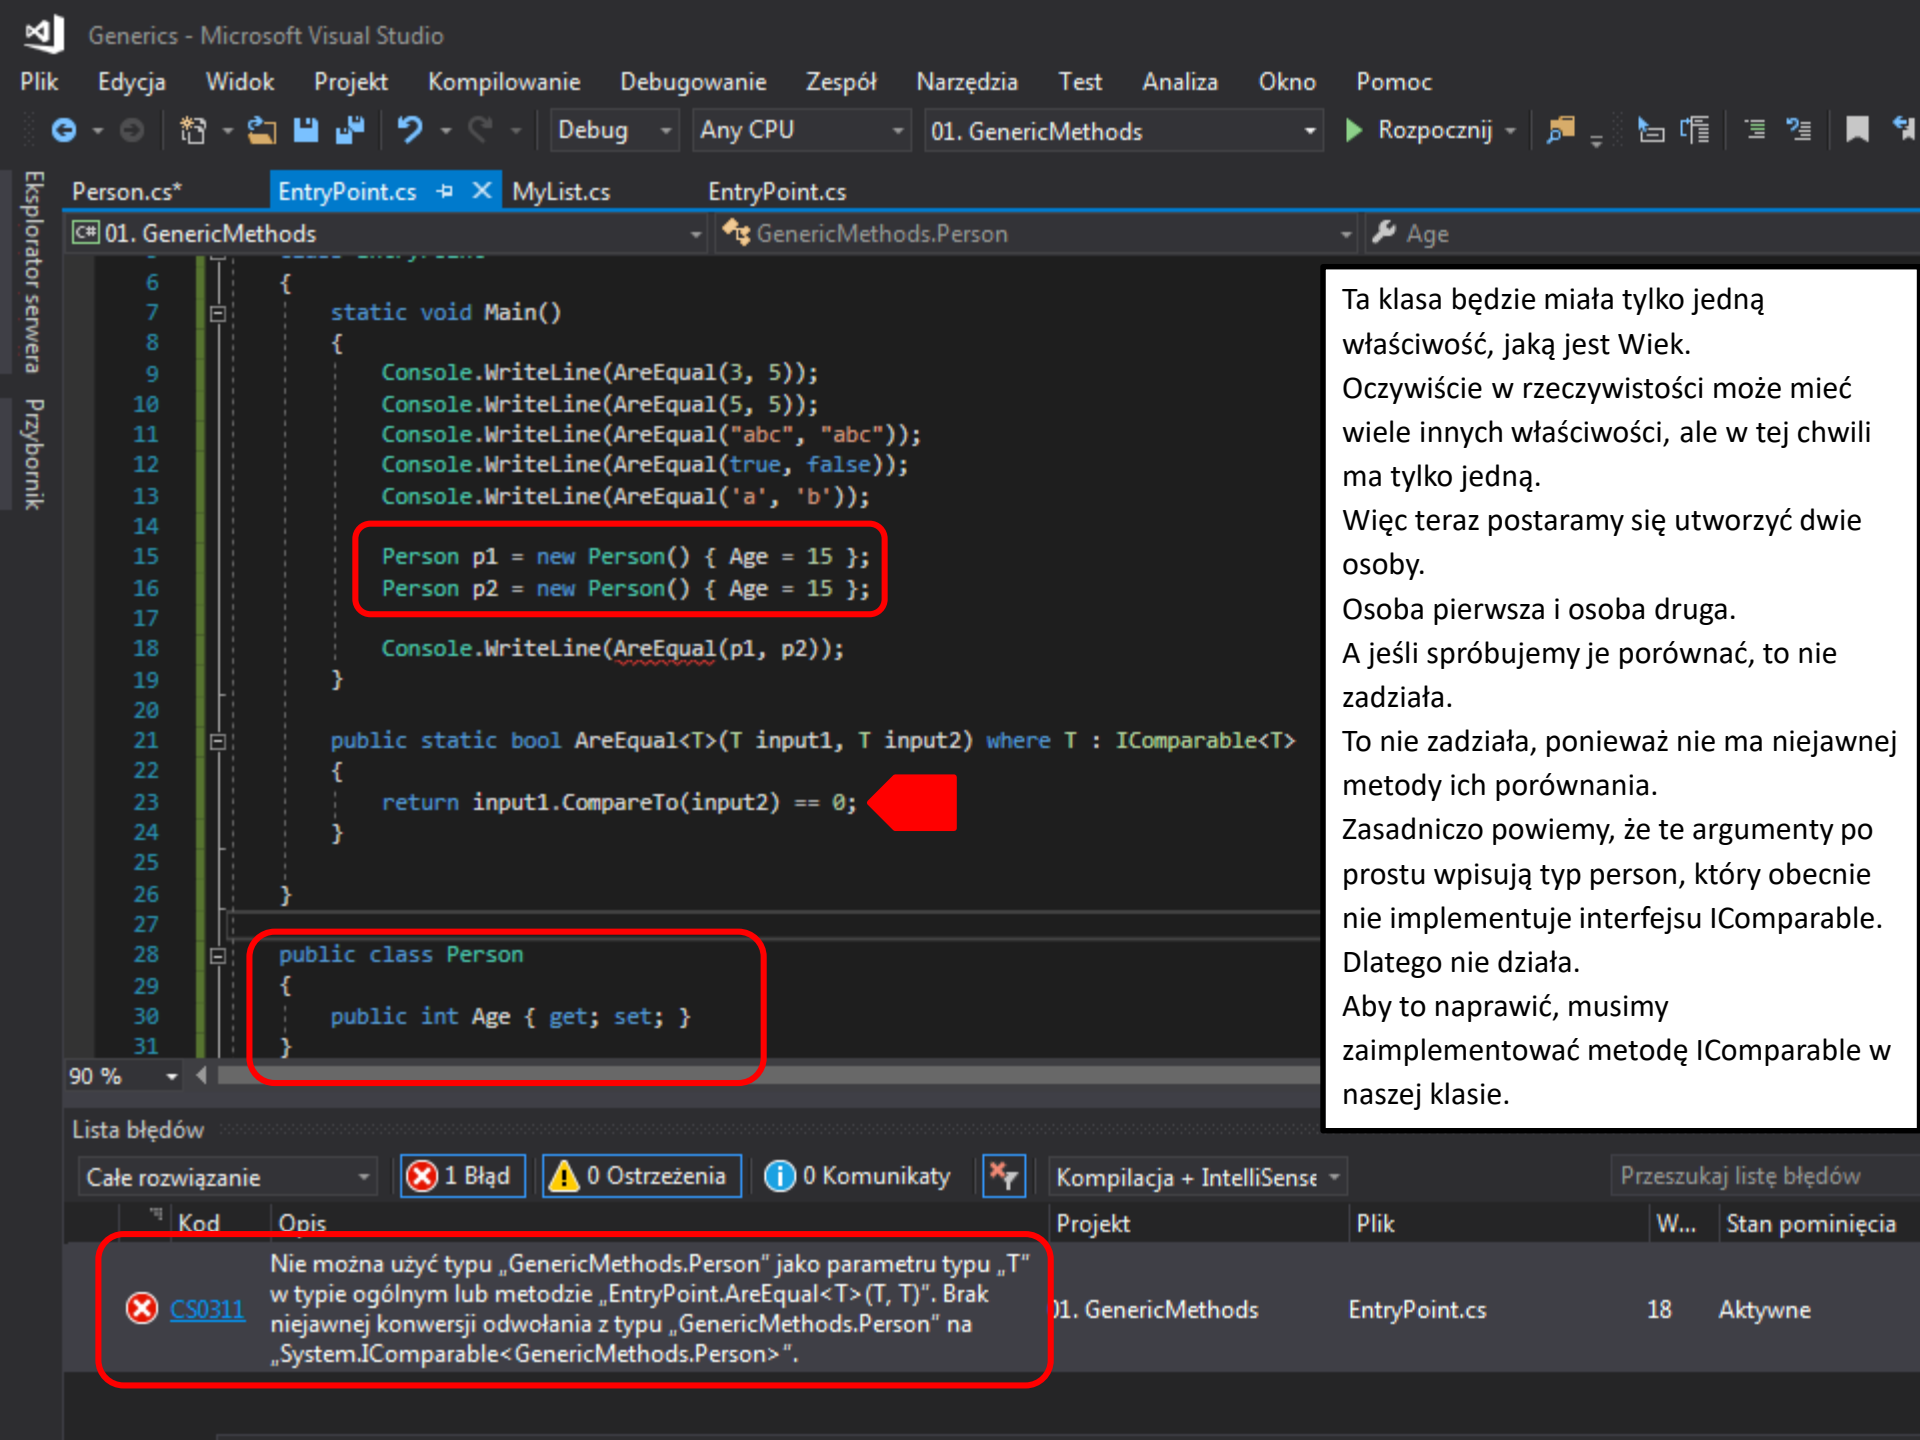 Generics - Microsoft Visual Studio
Plik Edycja Widok Projekt Kompilowanie Debugowanie Zespół Narzędzia Test Analiza Okno Pomoc
Debug Any CPU 01. GenericMethods Rozpocznij
Eksplorator serwera
Przybornik
Person.cs* EntryPoint.cs MyList.cs EntryPoint.cs
C# 01. GenericMethods GenericMethods.Person Age
6 {
7 static void Main()
8 {
9 Console.WriteLine(AreEqual(3, 5));
10 Console.WriteLine(AreEqual(5, 5));
11 Console.WriteLine(AreEqual("abc", "abc"));
12 Console.WriteLine(AreEqual(true, false));
13 Console.WriteLine(AreEqual('a', 'b'));
14
15 Person p1 = new Person() { Age = 15 };
16 Person p2 = new Person() { Age = 15 };
17
18 Console.WriteLine(AreEqual(p1, p2));
19 }
20
21 public static bool AreEqual<T>(T input1, T input2) where T : IComparable<T>
22 {
23 return input1.CompareTo(input2) == 0;
24 }
25
26 }
27
28 public class Person
29 {
30 public int Age { get; set; }
31 }
90 %
Ta klasa będzie miała tylko jedną
właściwość, jaką jest Wiek.
Oczywiście w rzeczywistości może mieć
wiele innych właściwości, ale w tej chwili
ma tylko jedną.
Więc teraz postaramy się utworzyć dwie
osoby.
Osoba pierwsza i osoba druga.
A jeśli spróbujemy je porównać, to nie
zadziała.
To nie zadziała, ponieważ nie ma niejawnej
metody ich porównania.
Zasadniczo powiemy, że te argumenty po
prostu wpisują typ person, który obecnie
nie implementuje interfejsu IComparable.
Dlatego nie działa.
Aby to naprawić, musimy
zaimplementować metodę IComparable w
naszej klasie.
Lista błędów
Całe rozwiązanie 1 Błąd 0 Ostrzeżenia 0 Komunikaty Kompilacja + IntelliSense Przeszukaj listę błędów
Kod Opis Projekt Plik W... Stan pominięcia
Nie można użyć typu „GenericMethods.Person" jako parametru typu „T"
w typie ogólnym lub metodzie „EntryPoint.AreEqual<T>(T, T)". Brak
CS0311 niejawnej konwersji odwołania z typu „GenericMethods.Person" na 01. GenericMethods EntryPoint.cs 18 Aktywne
„System.IComparable<GenericMethods.Person>".